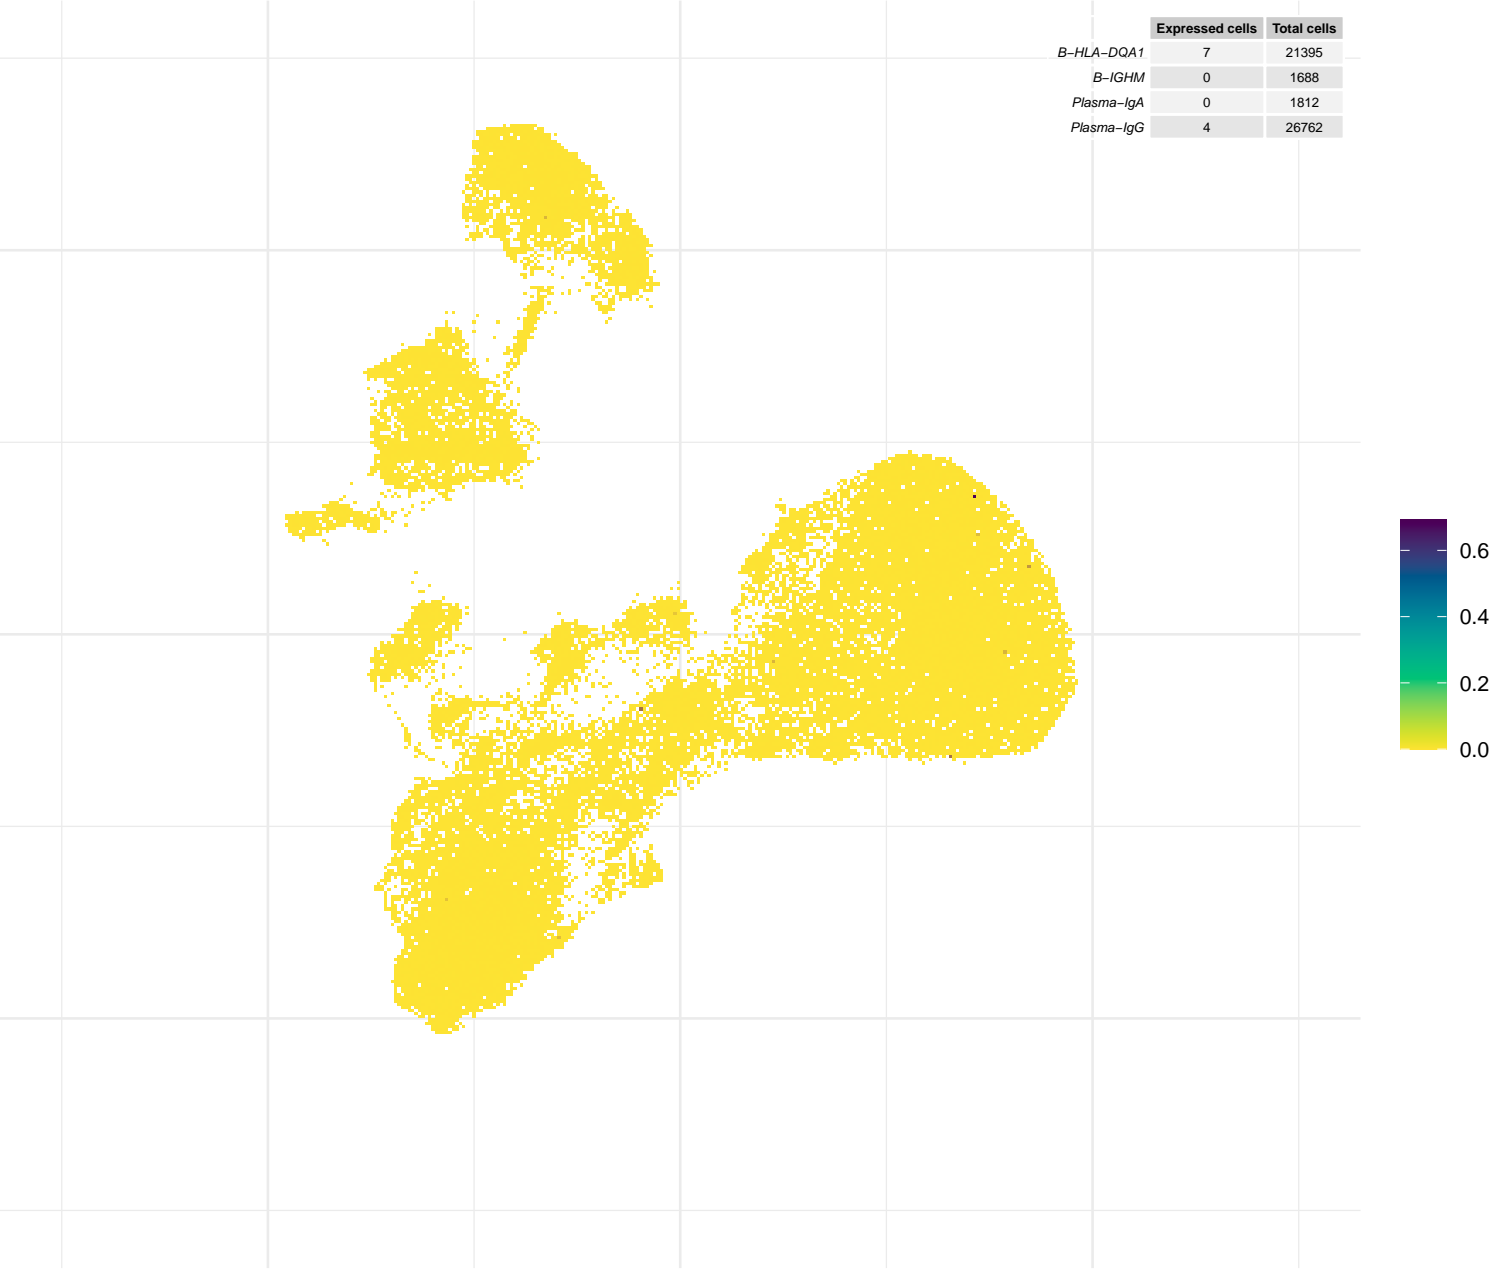 Expressed cells Total cells
B−HLA−DQA1 7 21395
B−IGHM 0 1688
Plasma−IgA 0 1812
Plasma−IgG 4 26762
0.6
0.4
0.2
0.0